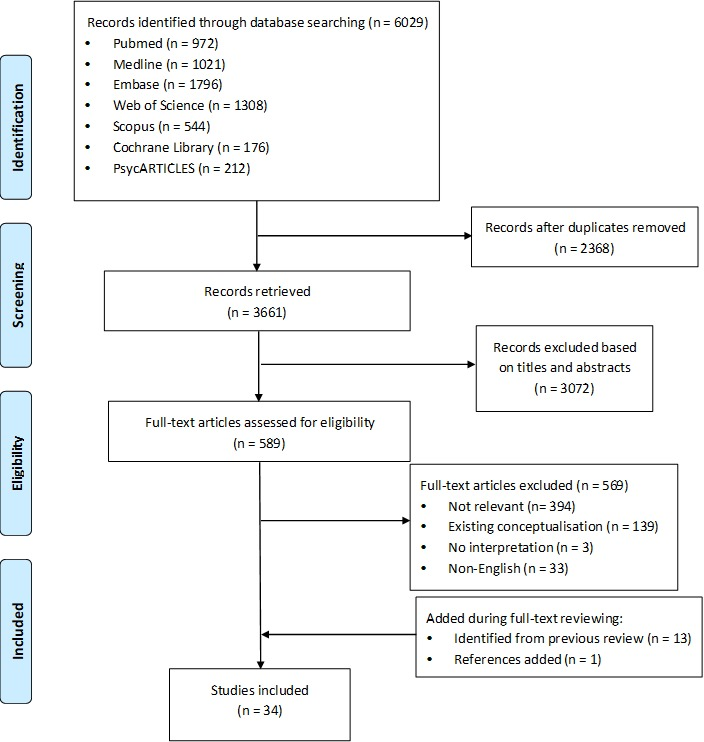 Identification
Records identified through database searching (n = 6029)
• Pubmed (n = 972)
• Medline (n = 1021)
• Embase (n = 1796)
• Web of Science (n = 1308)
• Scopus (n = 544)
• Cochrane Library (n = 176)
• PsycARTICLES (n = 212)
Records after duplicates removed
(n = 2368)
Screening
Records retrieved
(n = 3661)
Records excluded based
on titles and abstracts
(n = 3072)
Eligibility
Full-text articles assessed for eligibility
(n = 589)
Full-text articles excluded (n = 569)
• Not relevant (n= 394)
• Existing conceptualisation (n = 139)
• No interpretation (n = 3)
• Non-English (n = 33)
Included
Added during full-text reviewing:
• Identified from previous review (n = 13)
• References added (n = 1)
Studies included
(n = 34)